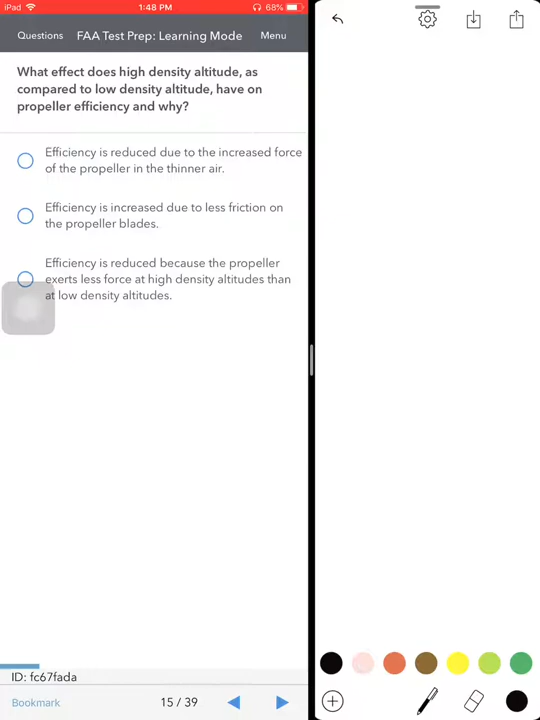 iPad 1:48 PM 68%
Questions FAA Test Prep: Learning Mode Menu
What effect does high density altitude, as
compared to low density altitude, have on
propeller efficiency and why?
Efficiency is reduced due to the increased force
of the propeller in the thinner air.
Efficiency is increased due to less friction on
the propeller blades.
Efficiency is reduced because the propeller
exerts less force at high density altitudes than
at low density altitudes.
ID: fc67fada
Bookmark 15 / 39